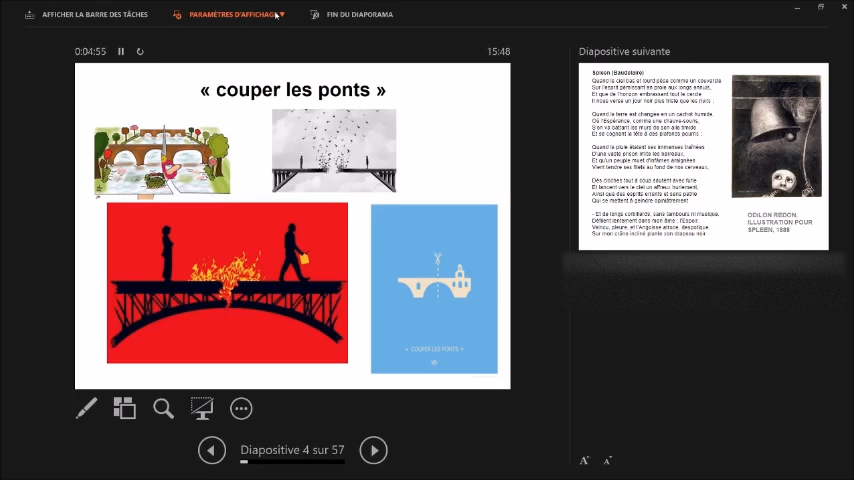 AFFICHER LA BARRE DES TÂCHES
PARAMÈTRES D'AFFICHAGE
FIN DU DIAPORAMA
0:04:55
15:48
« couper les ponts »
« COUPER LES PONTS »
Diapositive 4 sur 57
Diapositive suivante
Spleen (Baudelaire)
Quand le ciel bas et lourd pèse comme un couvercle
Sur l'esprit gémissant en proie aux longs ennuis,
Et que de l'horizon embrassant tout le cercle
Il nous verse un jour noir plus triste que les nuits ;
Quand la terre est changée en un cachot humide,
Où l'Espérance, comme une chauve-souris,
S'en va battant les murs de son aile timide
Et se cognant la tête à des plafonds pourris ;
Quand la pluie étalant ses immenses traînées
D'une vaste prison imite les barreaux,
Et qu'un peuple muet d'infâmes araignées
Vient tendre ses filets au fond de nos cerveaux,
Des cloches tout à coup sautent avec furie
Et lancent vers le ciel un affreux hurlement,
Ainsi que des esprits errants et sans patrie
Qui se mettent à geindre opiniâtrement
- Et de longs corbillards, sans tambours ni musique,
Défilent lentement dans mon âme ; l'Espoir,
Vaincu, pleure, et l'Angoisse atroce, despotique,
Sur mon crâne incliné plante son drapeau noir
ODILON REDON,
ILLUSTRATION POUR
SPLEEN, 1888
A A